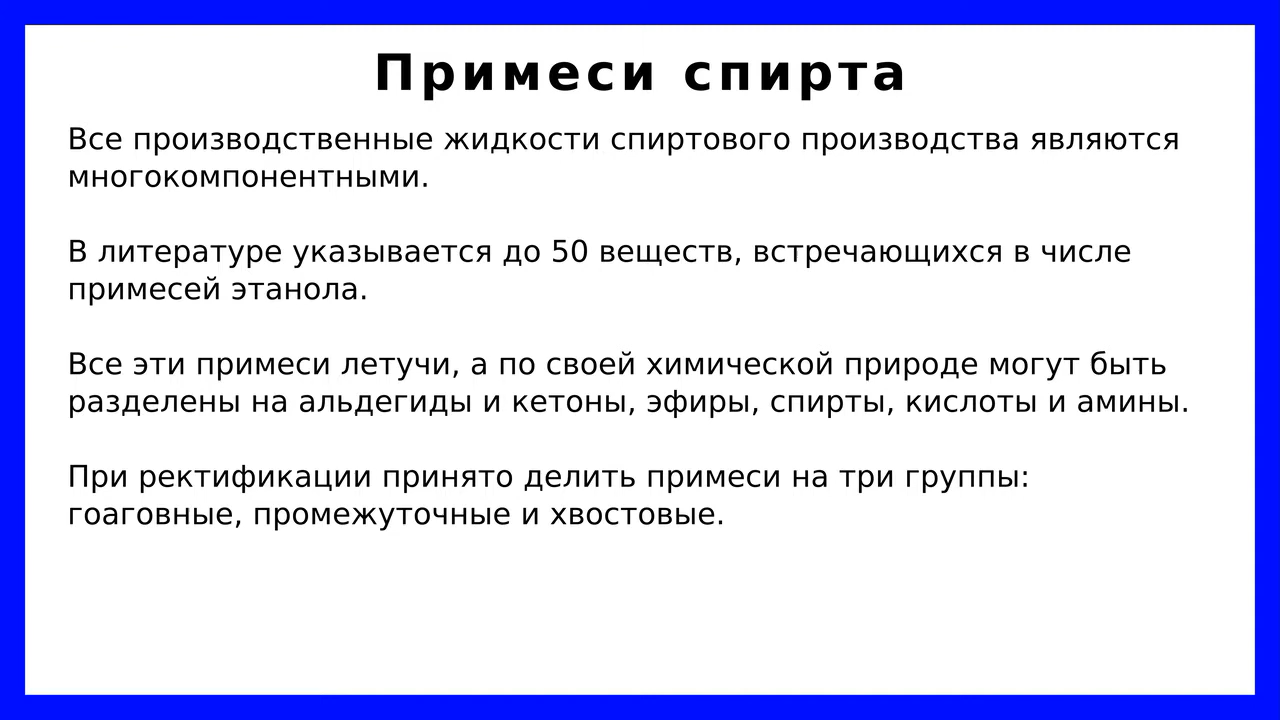 Примеси спирта
Все производственные жидкости спиртового производства являются
многокомпонентными.
В литературе указывается до 50 веществ, встречающихся в числе
примесей этанола.
Все эти примеси летучи, а по своей химической природе могут быть
разделены на альдегиды и кетоны, эфиры, спирты, кислоты и амины.
При ректификации принято делить примеси на три группы:
гоаговные, промежуточные и хвостовые.